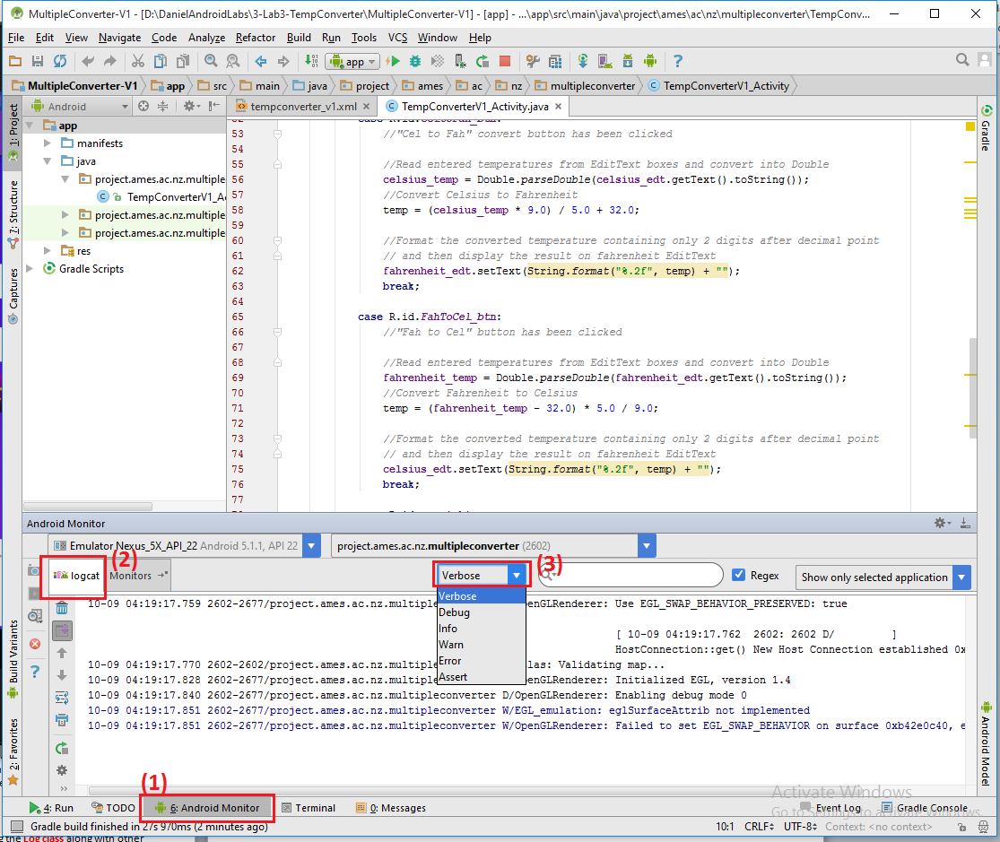 MultipleConverter-V1 - [D:\DanielAndroidLabs\3-Lab3-TempConverter\MultipleConverter-V1] - [app] - ...\app\src\main\java\project\ames\ac\nz\multipleconverter\TempConv...
File Edit View Navigate Code Analyze Refactor Build Run Tools VCS Window Help
app
MultipleConverter-V1 app src main java project ames ac nz multipleconverter TempConverterV1_Activity
Android
tempconverter_v1.xml
TempConverterV1_Activity.java
1: Project
7: Structure
Captures
Build Variants
2: Favorites
Gradle
Android Model
app
manifests
java
project.ames.ac.nz.multiple
TempConverterV1_A
project.ames.ac.nz.multiple
project.ames.ac.nz.multiple
res
Gradle Scripts
53 //"Cel to Fah" convert button has been clicked
54
55 //Read entered temperatures from EditText boxes and convert into Double
56 celsius_temp = Double.parseDouble(celsius_edt.getText().toString());
57 //Convert Celsius to Fahrenheit
58 temp = (celsius_temp * 9.0) / 5.0 + 32.0;
59
60 //Format the converted temperature containing only 2 digits after decimal point
61 // and then display the result on fahrenheit EditText
62 fahrenheit_edt.setText(String.format("%.2f", temp) + "");
63 break;
64
65 case R.id.FahToCel_btn:
66 //"Fah to Cel" button has been clicked
67
68 //Read entered temperatures from EditText boxes and convert into Double
69 fahrenheit_temp = Double.parseDouble(fahrenheit_edt.getText().toString());
70 //Convert Fahrenheit to Celsius
71 temp = (fahrenheit_temp - 32.0) * 5.0 / 9.0;
72
73 //Format the converted temperature containing only 2 digits after decimal point
74 // and then display the result on fahrenheit EditText
75 celsius_edt.setText(String.format("%.2f", temp) + "");
76 break;
77
Android Monitor
Emulator Nexus_5X_API_22 Android 5.1.1, API 22
project.ames.ac.nz.multipleconverter (2602)
(2)
logcat
Monitors
Verbose
(3)
Regex
Show only selected application
Verbose
Debug
Info
Warn
Error
Assert
10-09 04:19:17.759 2602-2677/project.ames.ac.nz.multiple penGLRenderer: Use EGL_SWAP_BEHAVIOR_PRESERVED: true
[ 10-09 04:19:17.762 2602: 2602 D/ ]
HostConnection::get() New Host Connection established 0x
10-09 04:19:17.770 2602-2602/project.ames.ac.nz.multiple las: Validating map...
10-09 04:19:17.828 2602-2677/project.ames.ac.nz.multiple penGLRenderer: Initialized EGL, version 1.4
10-09 04:19:17.840 2602-2677/project.ames.ac.nz.multipleconverter D/OpenGLRenderer: Enabling debug mode 0
10-09 04:19:17.851 2602-2677/project.ames.ac.nz.multipleconverter W/EGL_emulation: eglSurfaceAttrib not implemented
10-09 04:19:17.851 2602-2677/project.ames.ac.nz.multipleconverter W/OpenGLRenderer: Failed to set EGL_SWAP_BEHAVIOR on surface 0xb42e0c40, e
(1)
Activate Windows
Go to Settings to activate Windows.
4: Run TODO 6: Android Monitor Terminal 0: Messages Event Log Gradle Console
Gradle build finished in 27s 970ms (2 minutes ago) 10:1 CRLF UTF-8 Context: <no context>
g the Log class along with other